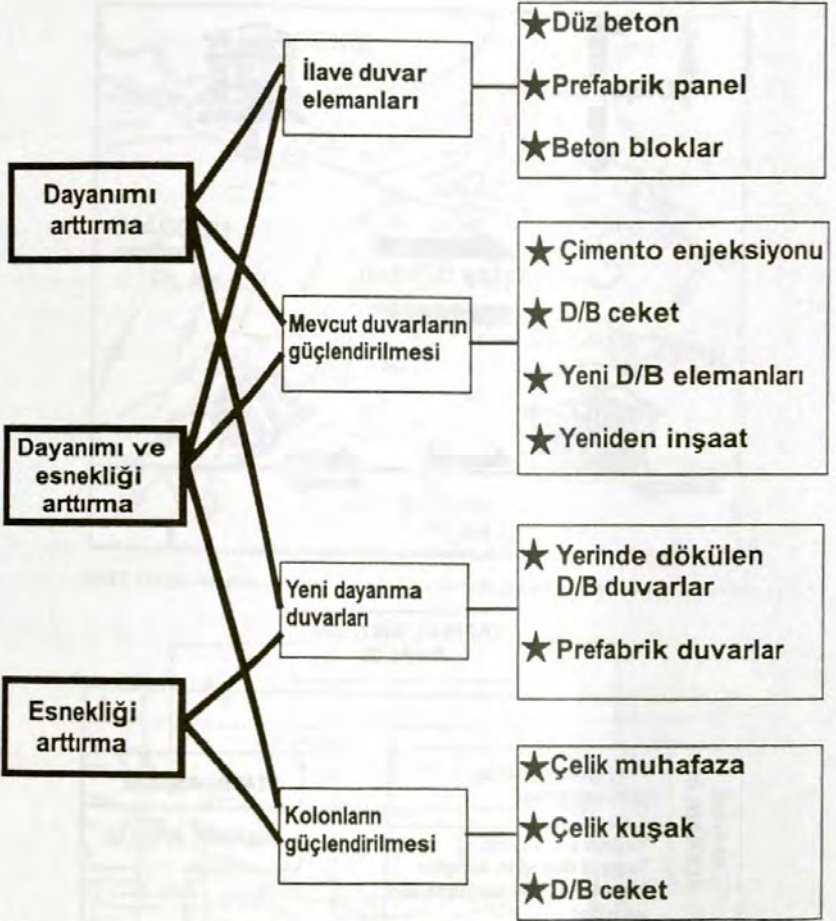 Dayanımı
arttırma
Dayanımı ve
esnekliği
arttırma
Esnekliği
arttırma
İlave duvar
elemanları
Mevcut duvarların
güçlendirilmesi
Yeni dayanma
duvarları
Kolonların
güçlendirilmesi
★ Düz beton
★ Prefabrik panel
★ Beton bloklar
★ Çimento enjeksiyonu
★ D/B ceket
★ Yeni D/B elemanları
★ Yeniden inşaat
★ Yerinde dökülen
D/B duvarlar
★ Prefabrik duvarlar
★ Çelik muhafaza
★ Çelik kuşak
★ D/B ceket